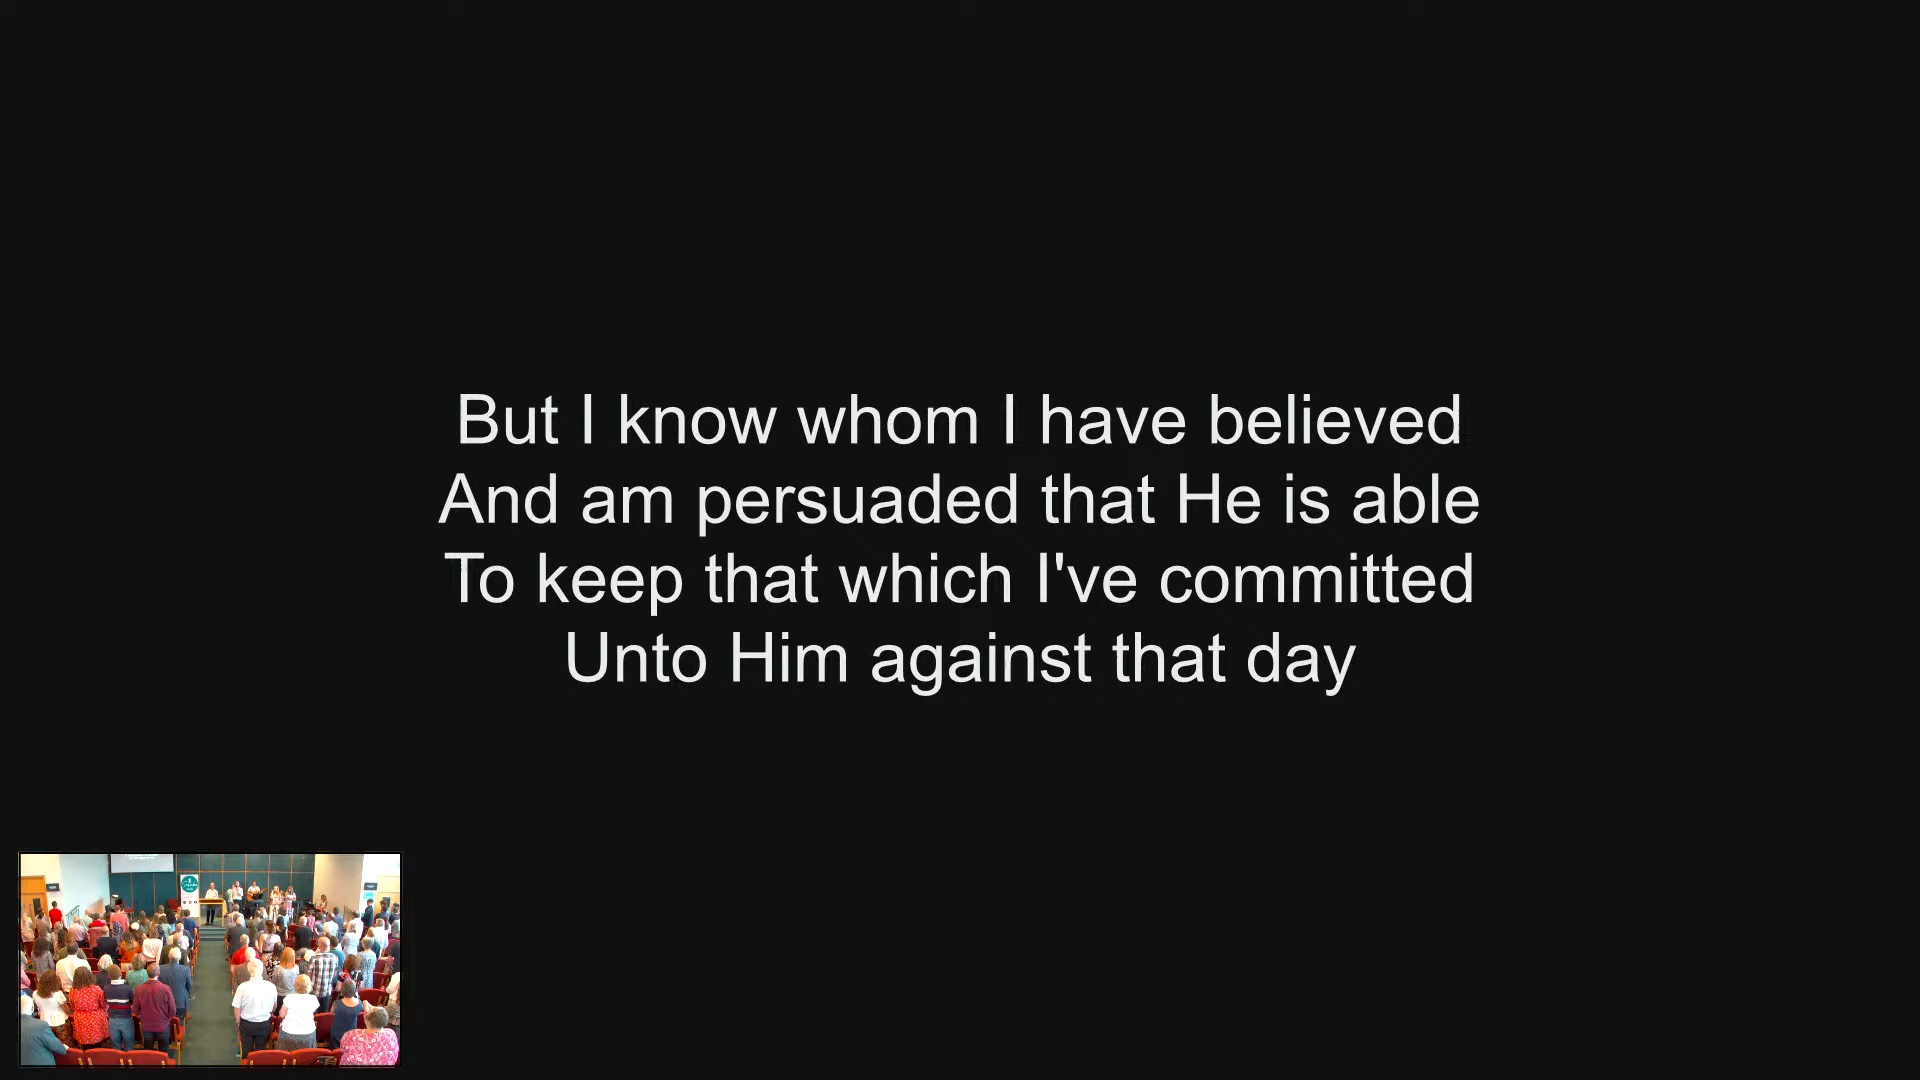 But I know whom I have believed
And am persuaded that He is able
To keep that which I've committed
Unto Him against that day